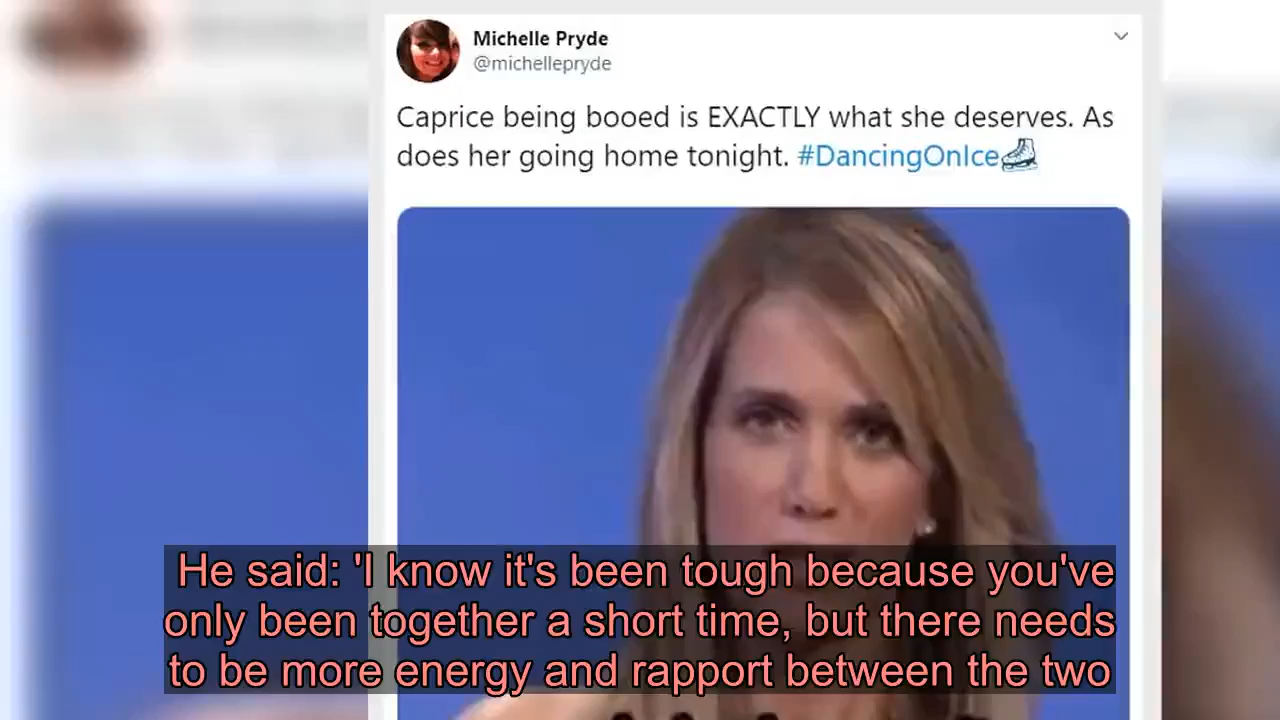 Michelle Pryde
@michellepryde
Caprice being booed is EXACTLY what she deserves. As
does her going home tonight. #DancingOnIce
He said: 'I know it's been tough because you've
only been together a short time, but there needs
to be more energy and rapport between the two